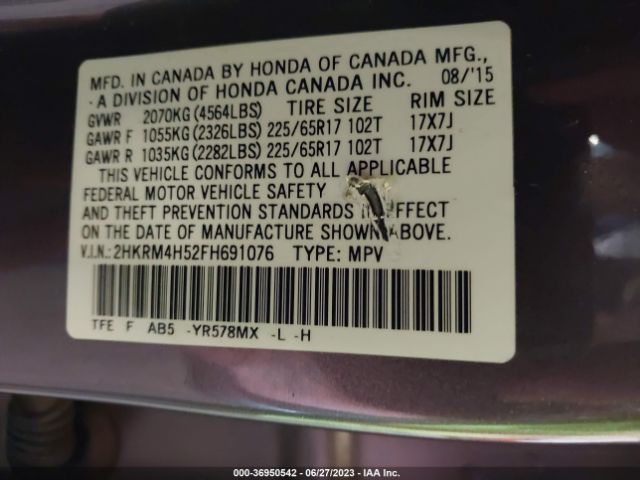 MFD. IN CANADA BY HONDA OF CANADA MFG.,
A DIVISION OF HONDA CANADA INC. 08/'15
GVWR 2070KG (4564LBS) TIRE SIZE RIM SIZE
GAWR F 1055KG (2326LBS) 225/65R17 102T 17X7J
GAWR R 1035KG (2282LBS) 225/65R17 102T 17X7J
THIS VEHICLE CONFORMS TO ALL APPLICABLE
FEDERAL MOTOR VEHICLE SAFETY
AND THEFT PREVENTION STANDARDS IN EFFECT
ON THE DATE OF MANUFACTURE SHOWN ABOVE.
V.I.N.: 2HKRM4H52FH691076 TYPE: MPV
TFE F AB5 -YR578MX -L -H
000-36950542 - 06/27/2023 - IAA Inc.